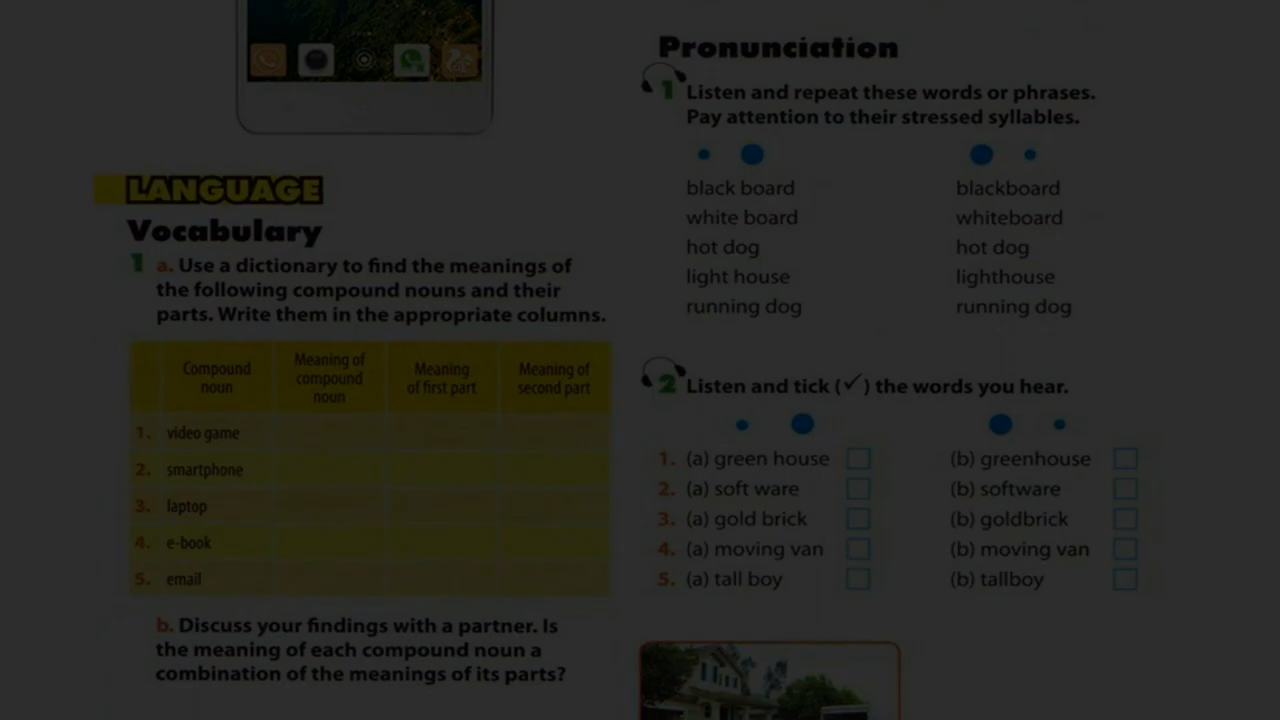 LANGUAGE
Vocabulary
1 a. Use a dictionary to find the meanings of
the following compound nouns and their
parts. Write them in the appropriate columns.
Compound noun
Meaning of compound noun
Meaning of first part
Meaning of second part
1. video game
2. smartphone
3. laptop
4. e-book
5. email
b. Discuss your findings with a partner. Is
the meaning of each compound noun a
combination of the meanings of its parts?
Pronunciation
1 Listen and repeat these words or phrases.
Pay attention to their stressed syllables.
black board blackboard
white board whiteboard
hot dog hot dog
light house lighthouse
running dog running dog
2 Listen and tick (✓) the words you hear.
1. (a) green house (b) greenhouse
2. (a) soft ware (b) software
3. (a) gold brick (b) goldbrick
4. (a) moving van (b) moving van
5. (a) tall boy (b) tallboy